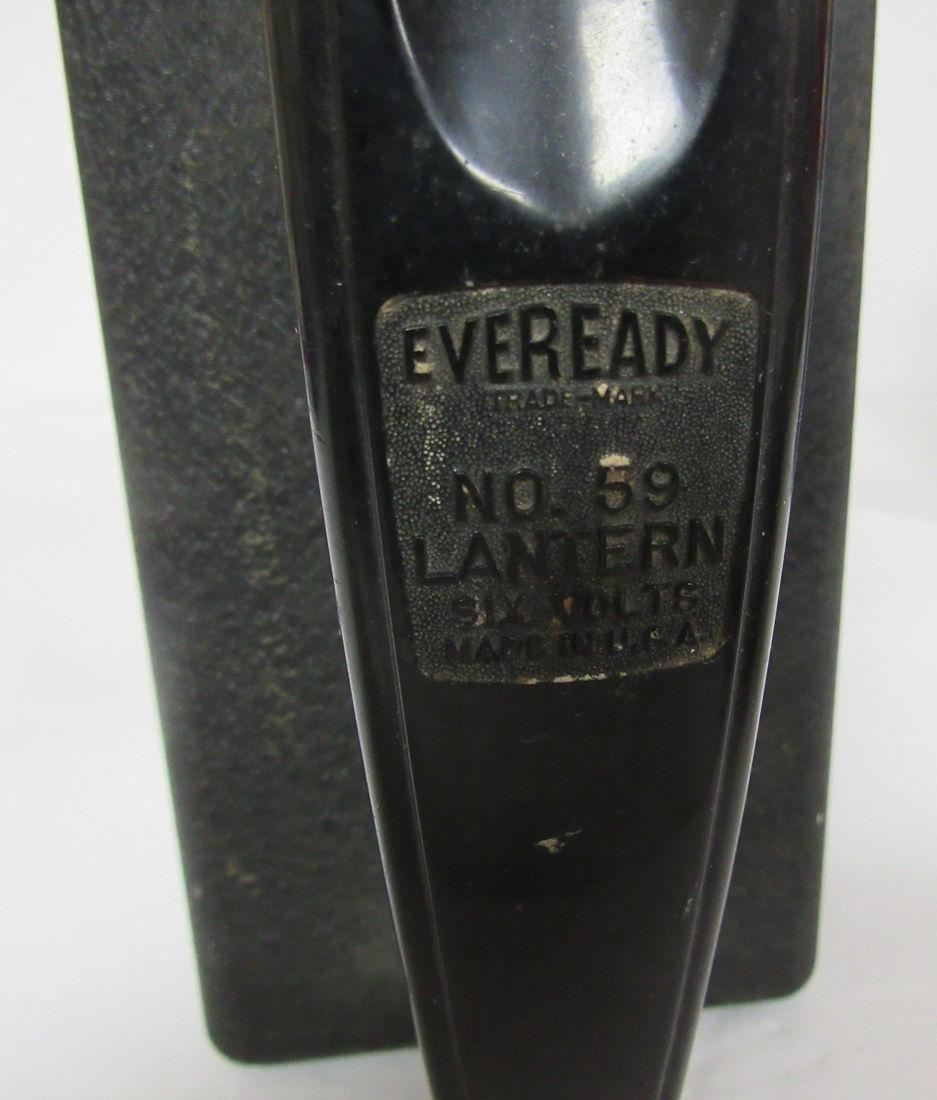 EVEREADY
TRADE-MARK
NO. 59
LANTERN
SIX VOLTS
MADE IN U.S.A.